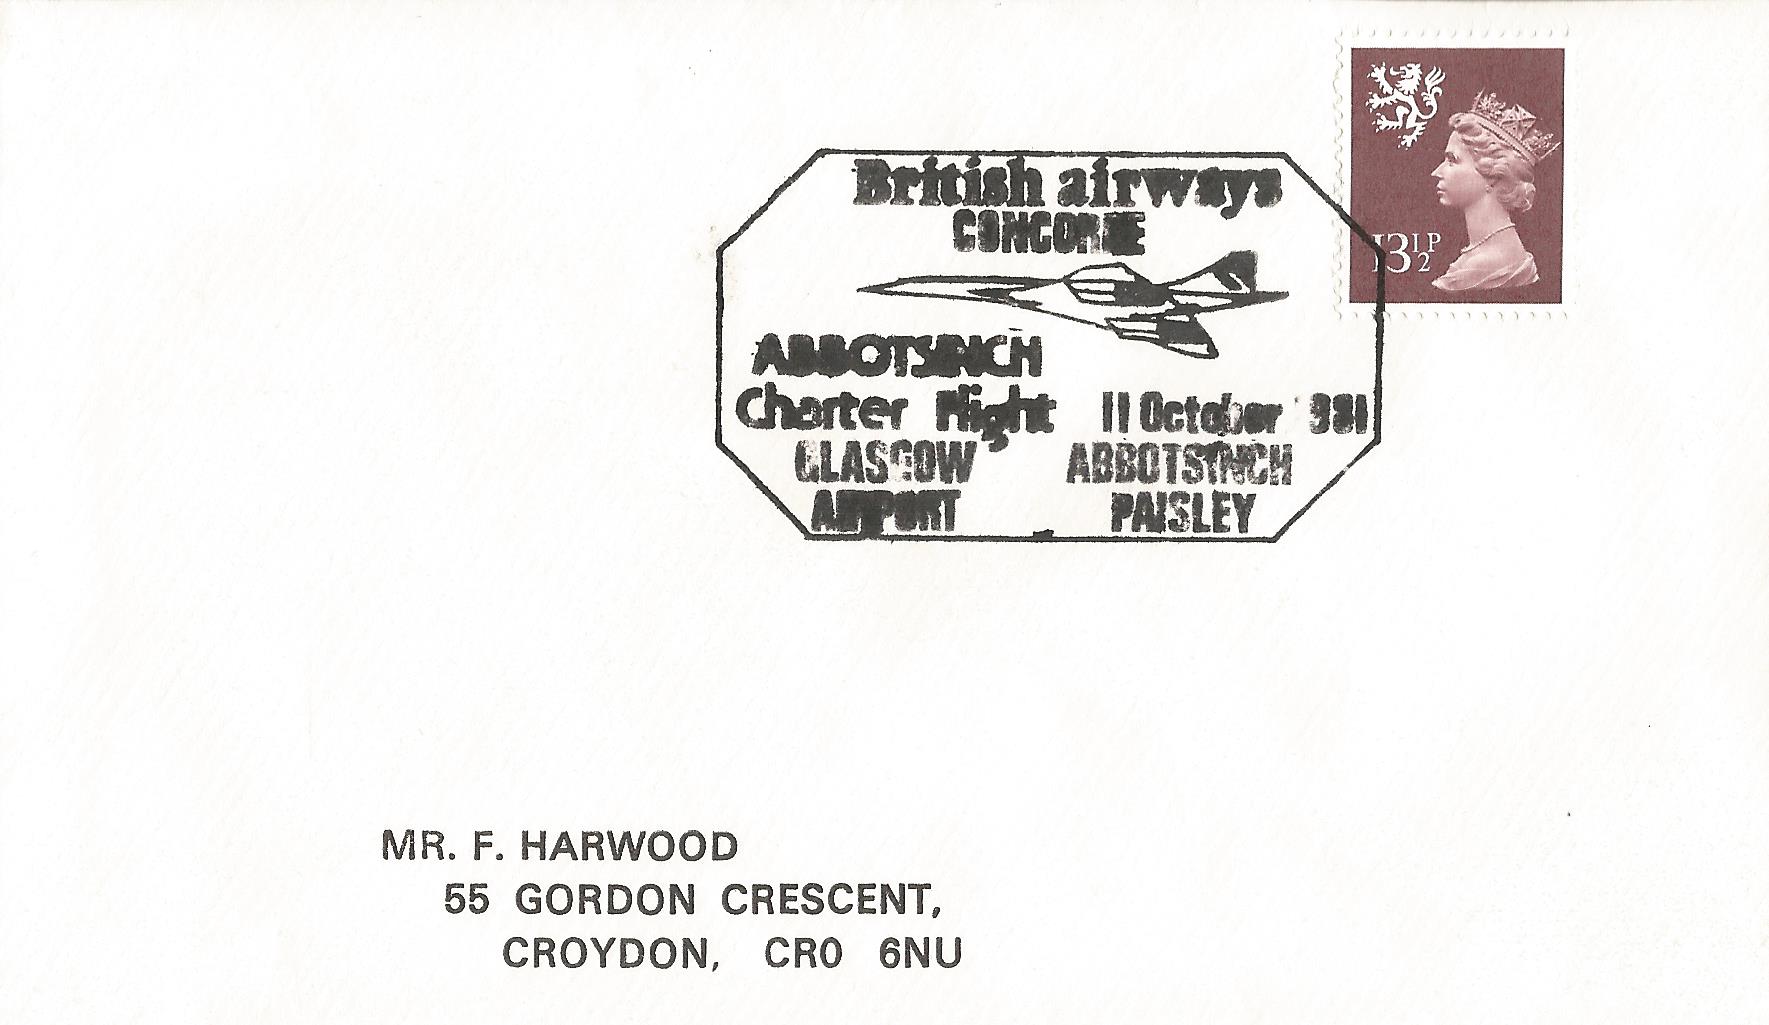 13½P
British airways
CONCORDE
ABBOTSINCH
Charter Flight 11 October 1981
GLASGOW ABBOTSINCH
AIRPORT PAISLEY
MR. F. HARWOOD
55 GORDON CRESCENT,
CROYDON, CR0 6NU